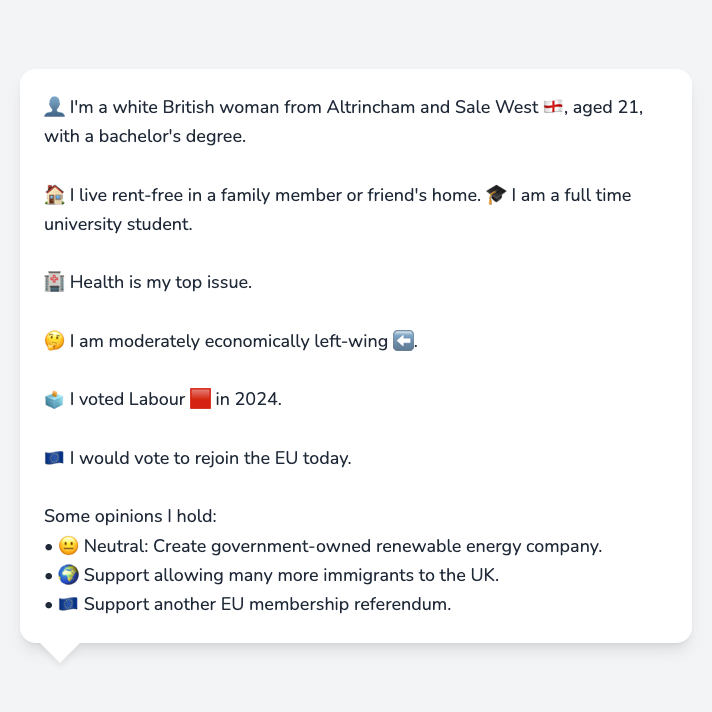 👤 I'm a white British woman from Altrincham and Sale West 🏴󠁧󠁢󠁥󠁮󠁧󠁿, aged 21,
with a bachelor's degree.
🏠 I live rent-free in a family member or friend's home. 🎓 I am a full time
university student.
🏥 Health is my top issue.
🤔 I am moderately economically left-wing ⬅️.
🗳️ I voted Labour 🟥 in 2024.
🇪🇺 I would vote to rejoin the EU today.
Some opinions I hold:
• 😐 Neutral: Create government-owned renewable energy company.
• 🌍 Support allowing many more immigrants to the UK.
• 🇪🇺 Support another EU membership referendum.